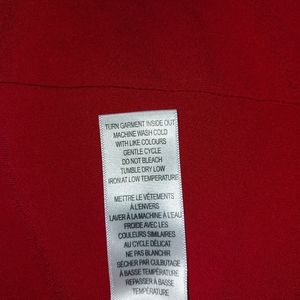 TURN GARMENT INSIDE OUT
MACHINE WASH COLD
WITH LIKE COLOURS
GENTLE CYCLE
DO NOT BLEACH
TUMBLE DRY LOW
IRON AT LOW TEMPERATURE
METTRE LE VÊTEMENTS
À L'ENVERS
LAVER À LA MACHINE À L'EAU
FROIDE AVEC LES
COULEURS SIMILAIRES
AU CYCLE DÉLICAT
NE PAS BLANCHIR
SÉCHER PAR CULBUTAGE
À BASSE TEMPÉRATURE
REPASSER À BASSE
TEMPÉRATURE